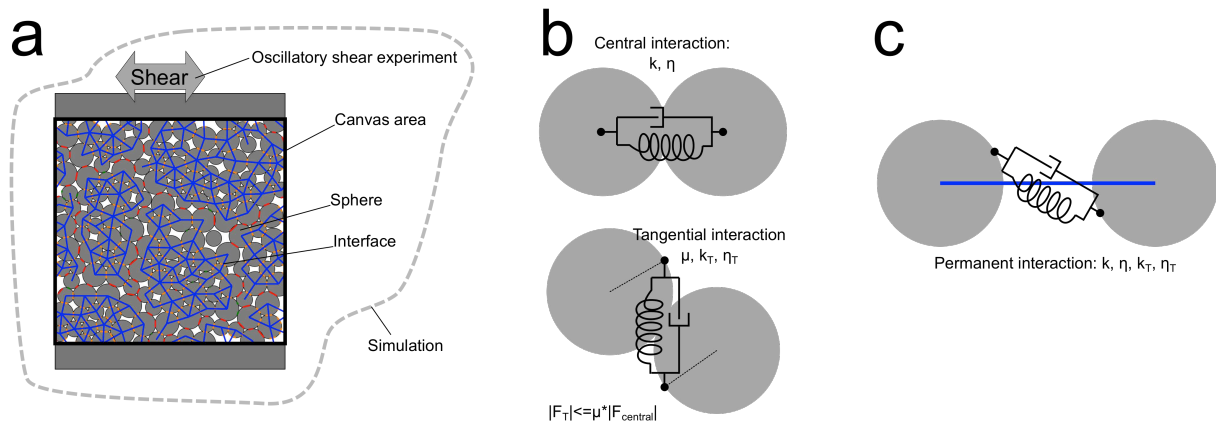 a
Shear
Oscillatory shear experiment
Canvas area
Sphere
Interface
Simulation
b
Central interaction:
k, η
Tangential interaction
μ, k_T, η_T
|F_T|<=μ*|F_central|
c
Permanent interaction: k, η, k_T, η_T